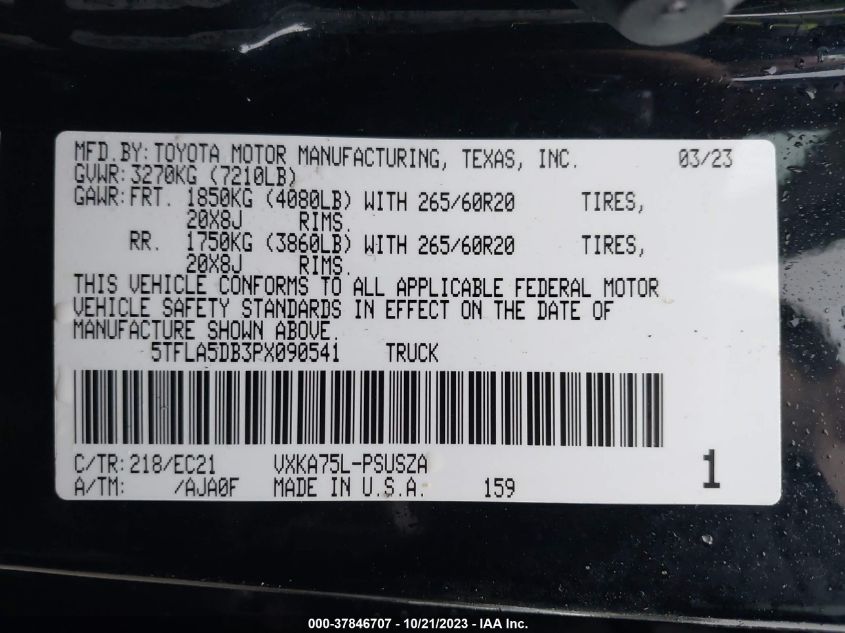 MFD.BY: TOYOTA MOTOR MANUFACTURING, TEXAS, INC. 03/23
GVWR: 3270KG (7210LB)
GAWR: FRT. 1850KG (4080LB) WITH 265/60R20 TIRES,
20X8J RIMS.
RR. 1750KG (3860LB) WITH 265/60R20 TIRES,
20X8J RIMS.
THIS VEHICLE CONFORMS TO ALL APPLICABLE FEDERAL MOTOR
VEHICLE SAFETY STANDARDS IN EFFECT ON THE DATE OF
MANUFACTURE SHOWN ABOVE.
5TFLA5DB3PX090541 TRUCK
C/TR: 218/EC21 VXKA75L-PSUSZA
A/TM: /AJA0F MADE IN U.S.A. 159 1
000-37846707 - 10/21/2023 - IAA Inc.